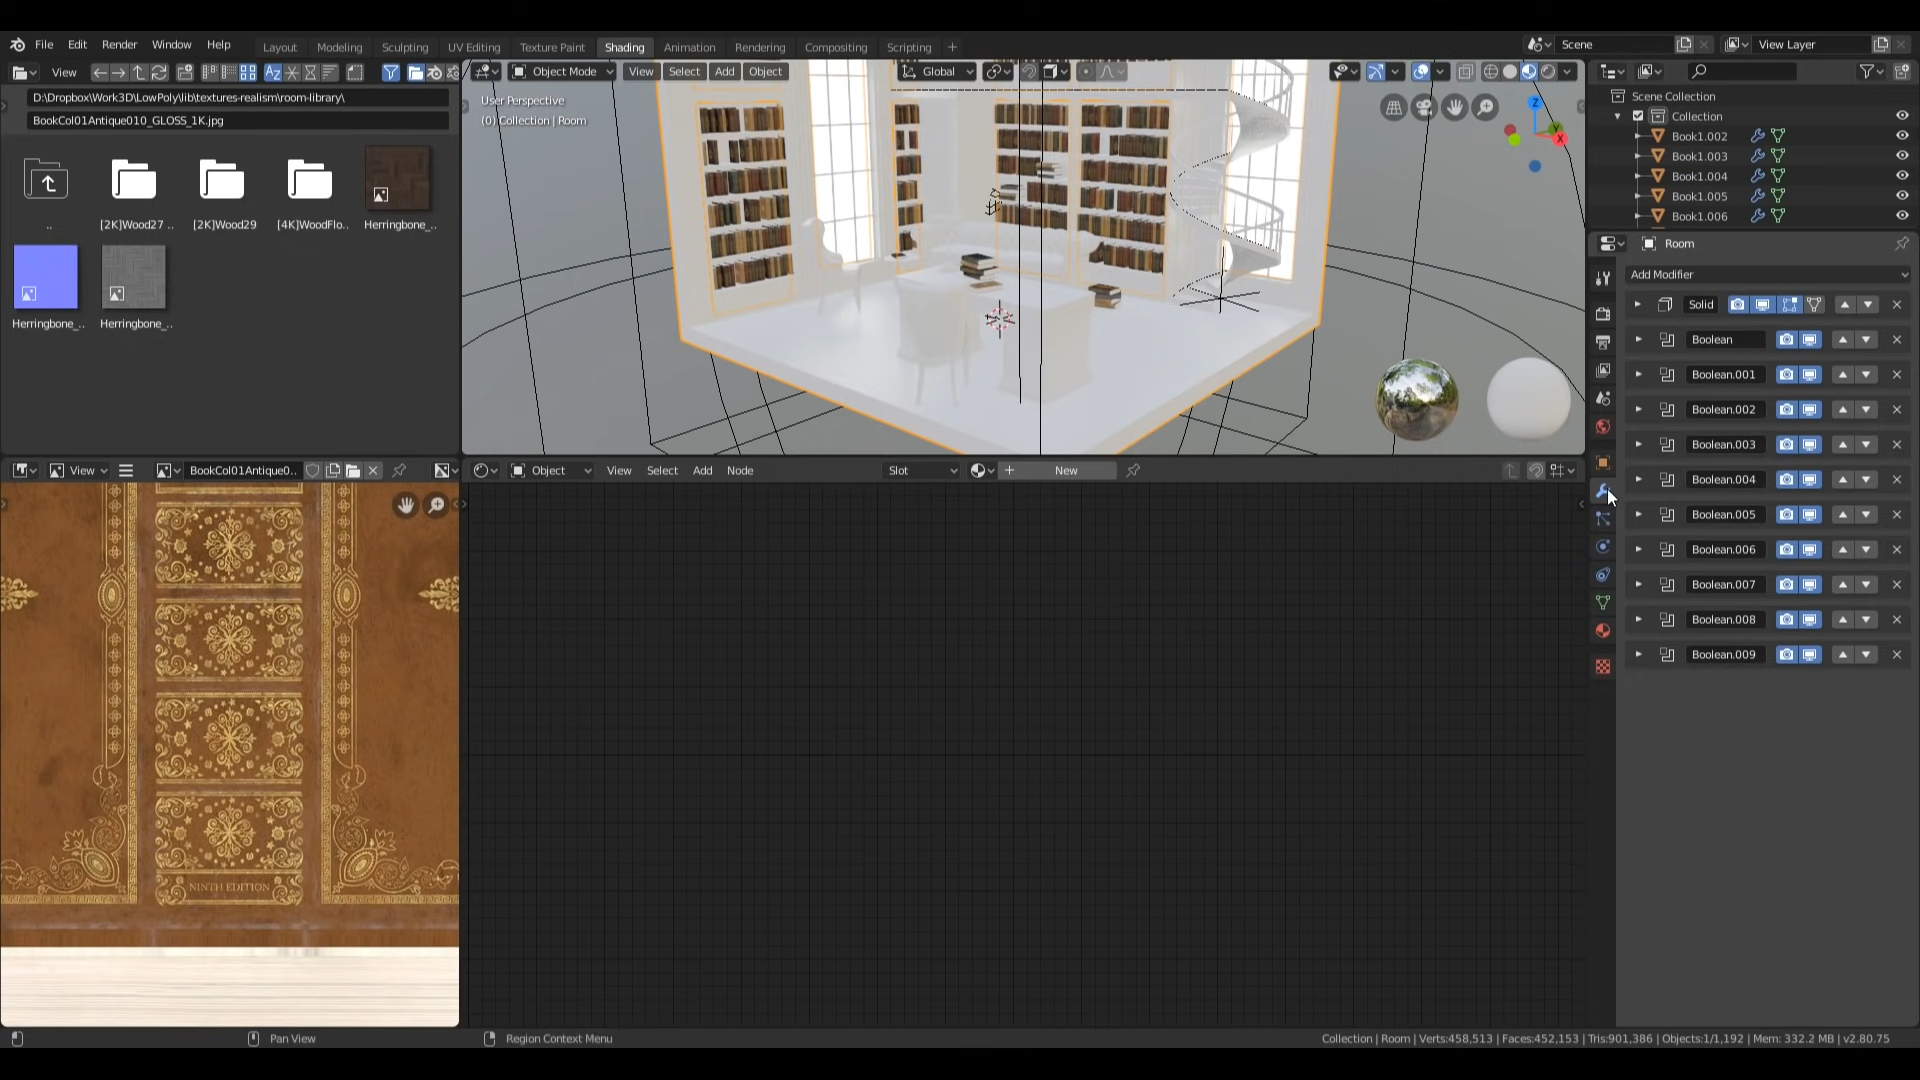 File Edit Render Window Help
Layout Modeling Sculpting UV Editing Texture Paint Shading Animation Rendering Compositing Scripting +
Scene
View Layer
View
D:\Dropbox\Work3D\LowPoly\lib\textures-realism\room-library\
BookCol01Antique010_GLOSS_1K.jpg
..
[2K]Wood27 ..
[2K]Wood29
[4K]WoodFlo..
Herringbone_..
Herringbone_..
Herringbone_..
Object Mode View Select Add Object
Global
User Perspective
(0) Collection | Room
Z
Y
X
Scene Collection
Collection
Book1.002
Book1.003
Book1.004
Book1.005
Book1.006
Room
Add Modifier
Solid
Boolean
Boolean.001
Boolean.002
Boolean.003
Boolean.004
Boolean.005
Boolean.006
Boolean.007
Boolean.008
Boolean.009
View
BookCol01Antique0..
NINTH EDITION
Object View Select Add Node
Slot
New
Pan View
Region Context Menu
Collection | Room | Verts:458,513 | Faces:452,153 | Tris:901,386 | Objects:1/1,192 | Mem: 332.2 MB | v2.80.75